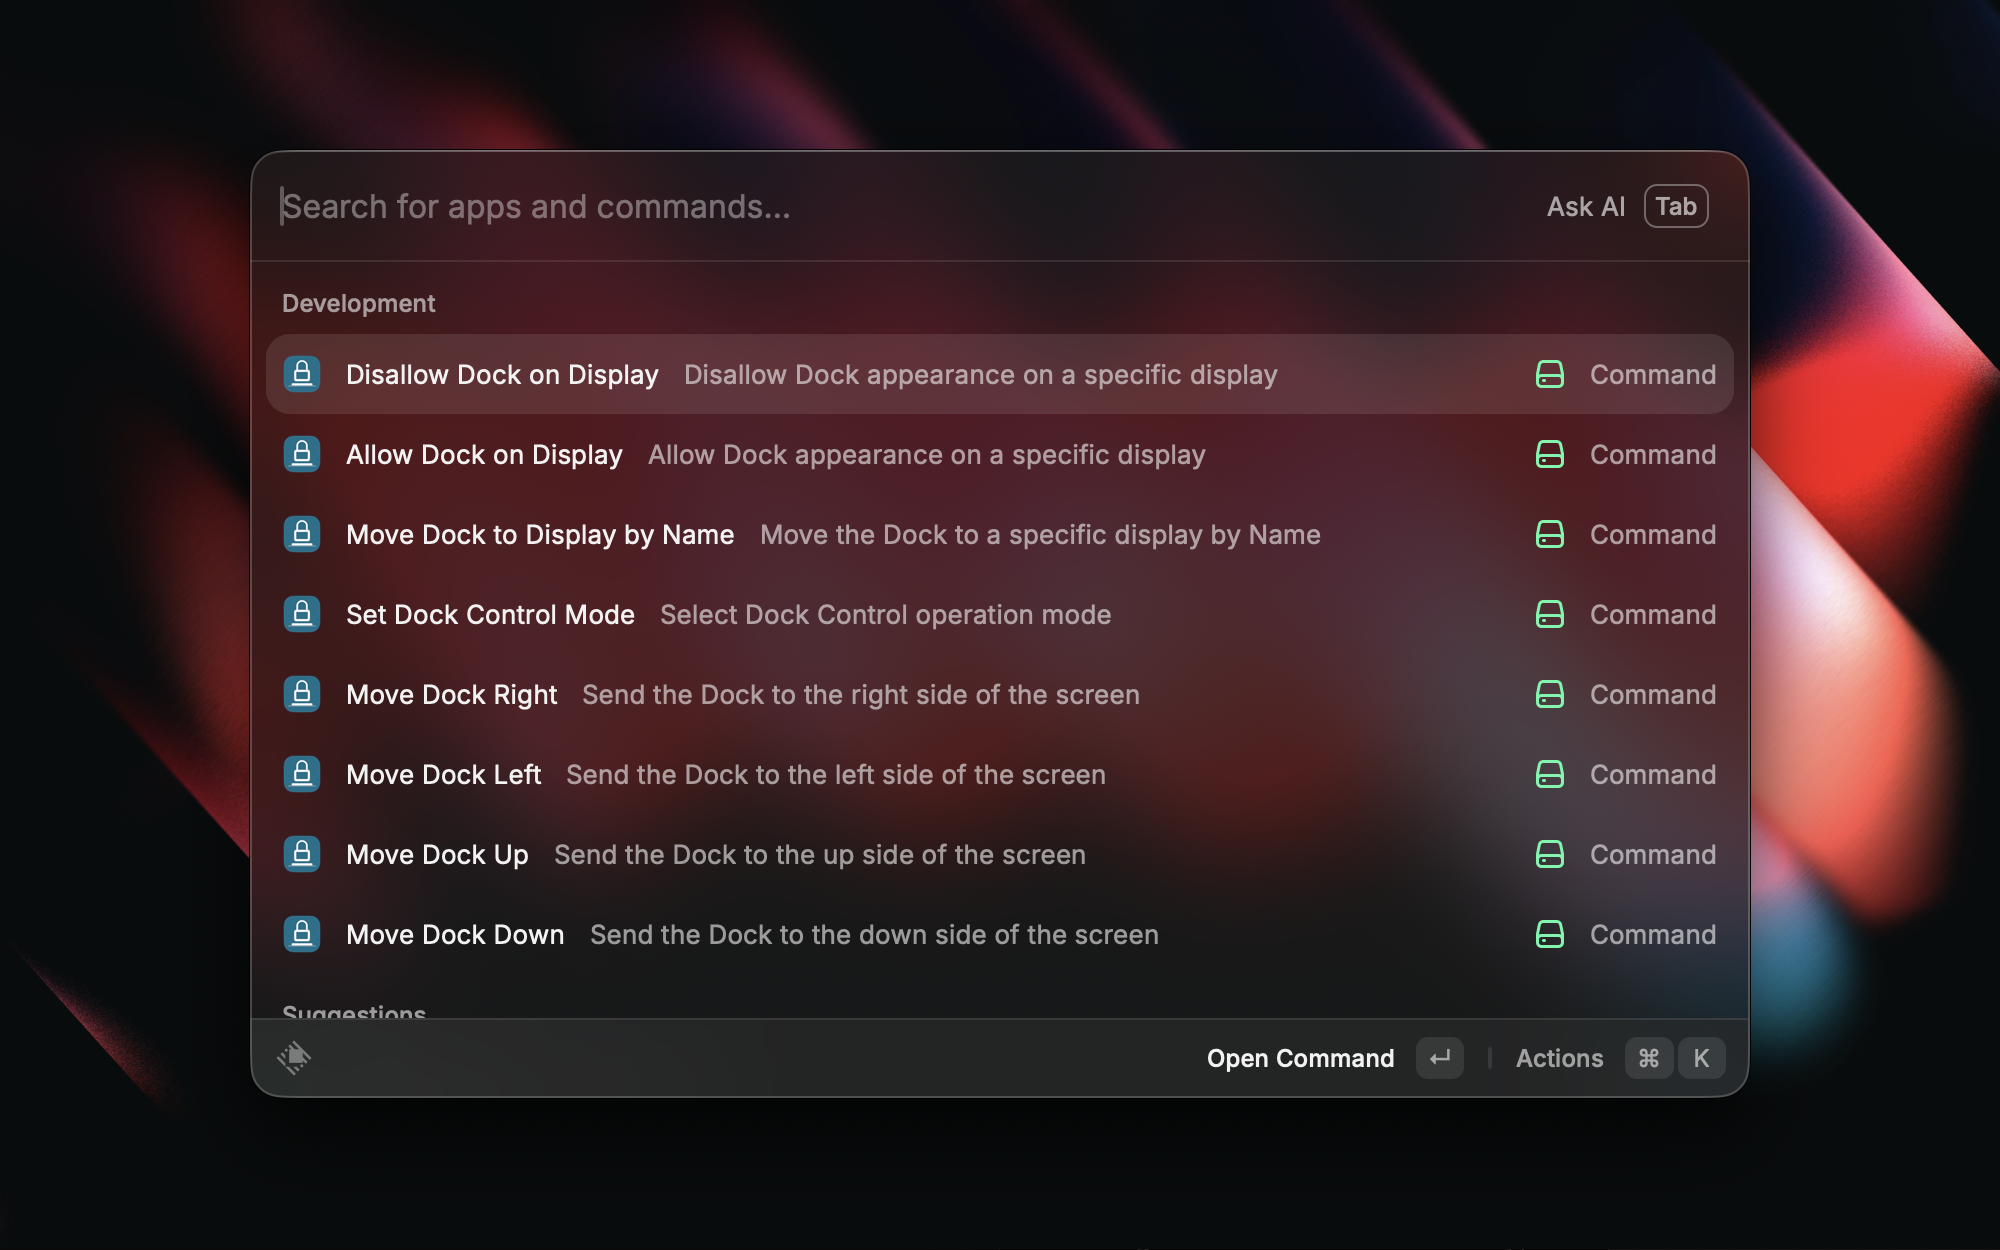 Search for apps and commands...
Ask AI Tab
Development
Disallow Dock on Display Disallow Dock appearance on a specific display Command
Allow Dock on Display Allow Dock appearance on a specific display Command
Move Dock to Display by Name Move the Dock to a specific display by Name Command
Set Dock Control Mode Select Dock Control operation mode Command
Move Dock Right Send the Dock to the right side of the screen Command
Move Dock Left Send the Dock to the left side of the screen Command
Move Dock Up Send the Dock to the up side of the screen Command
Move Dock Down Send the Dock to the down side of the screen Command
Suggestions
Open Command ↵ Actions ⌘ K